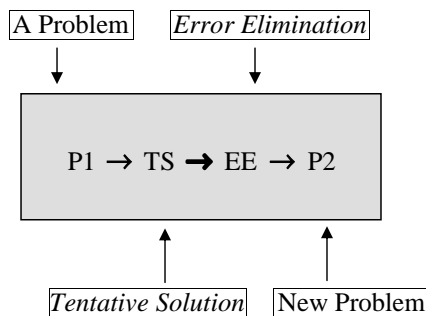 A Problem Error Elimination
P1 → TS → EE → P2
Tentative Solution New Problem